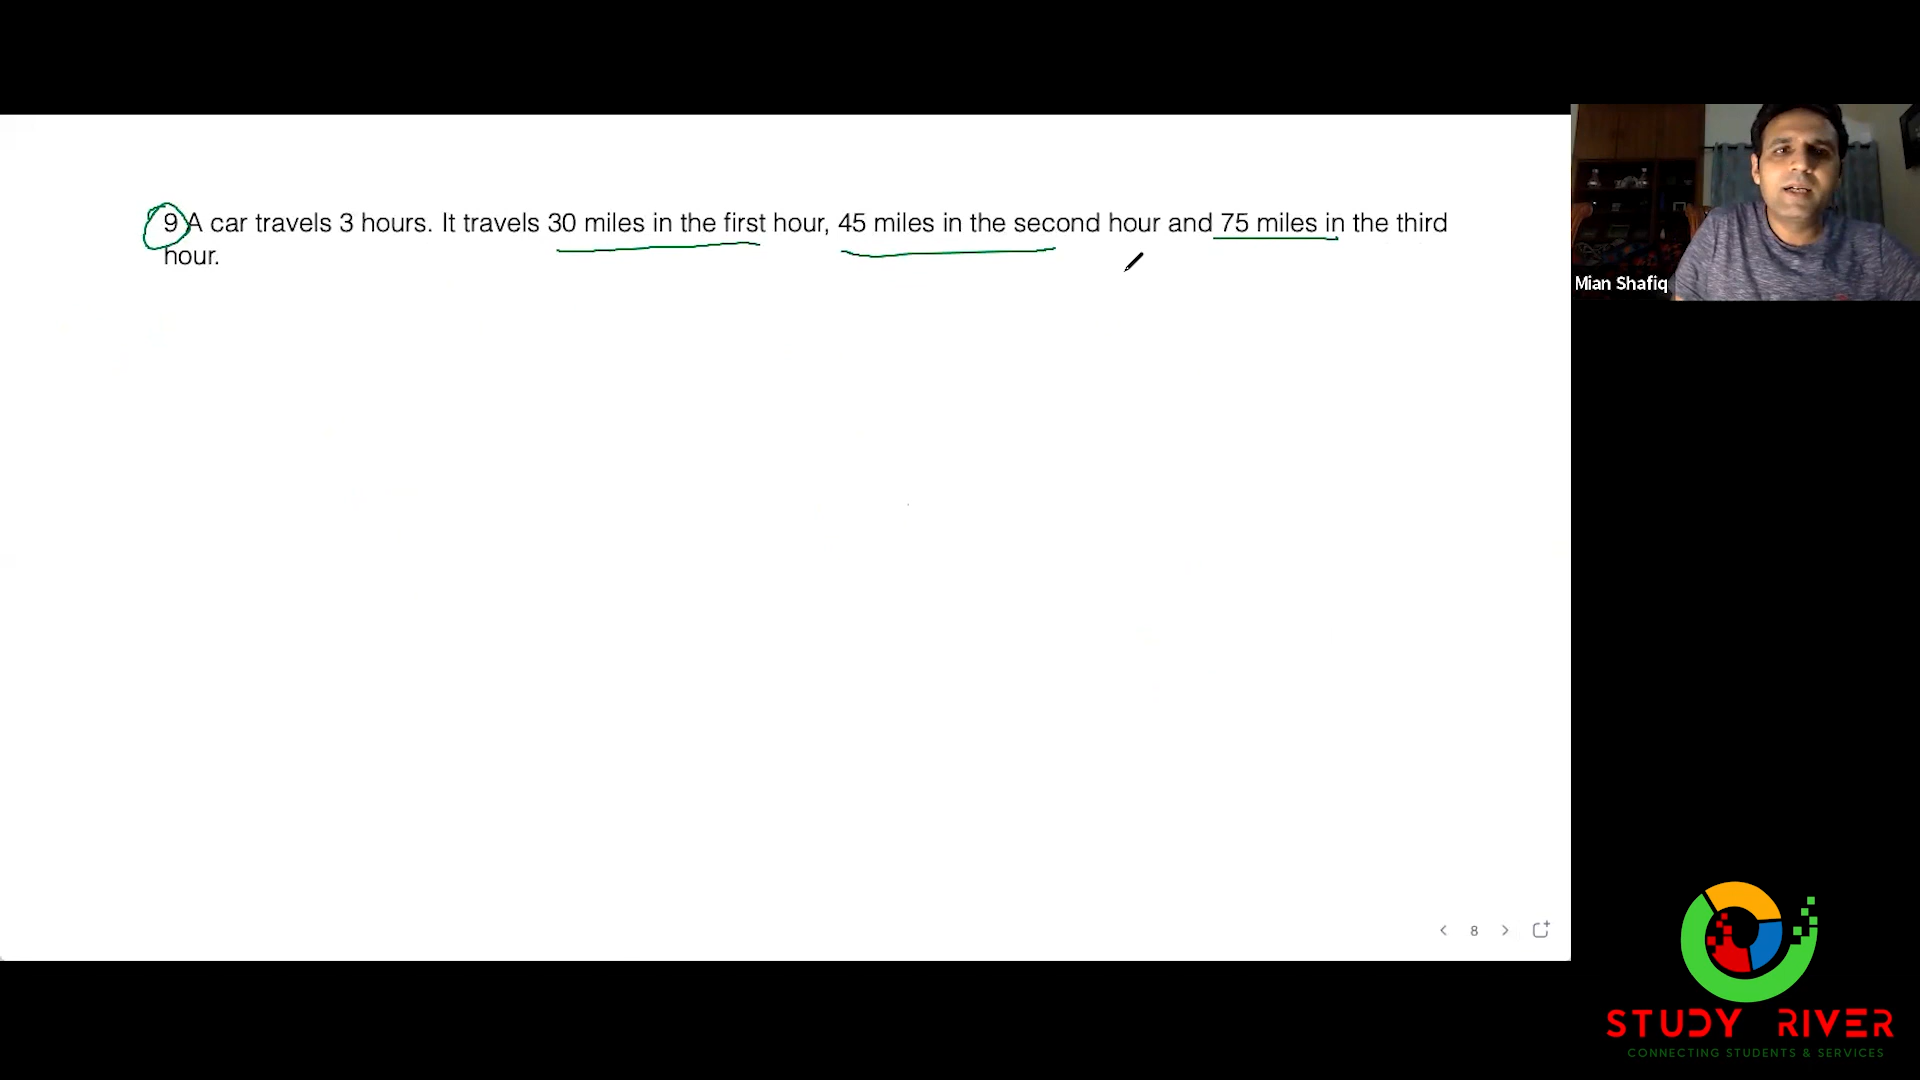 9 A car travels 3 hours. It travels 30 miles in the first hour, 45 miles in the second hour and 75 miles in the third
hour.
Mian Shafiq
8
STUDY RIVER
CONNECTING STUDENTS & SERVICES